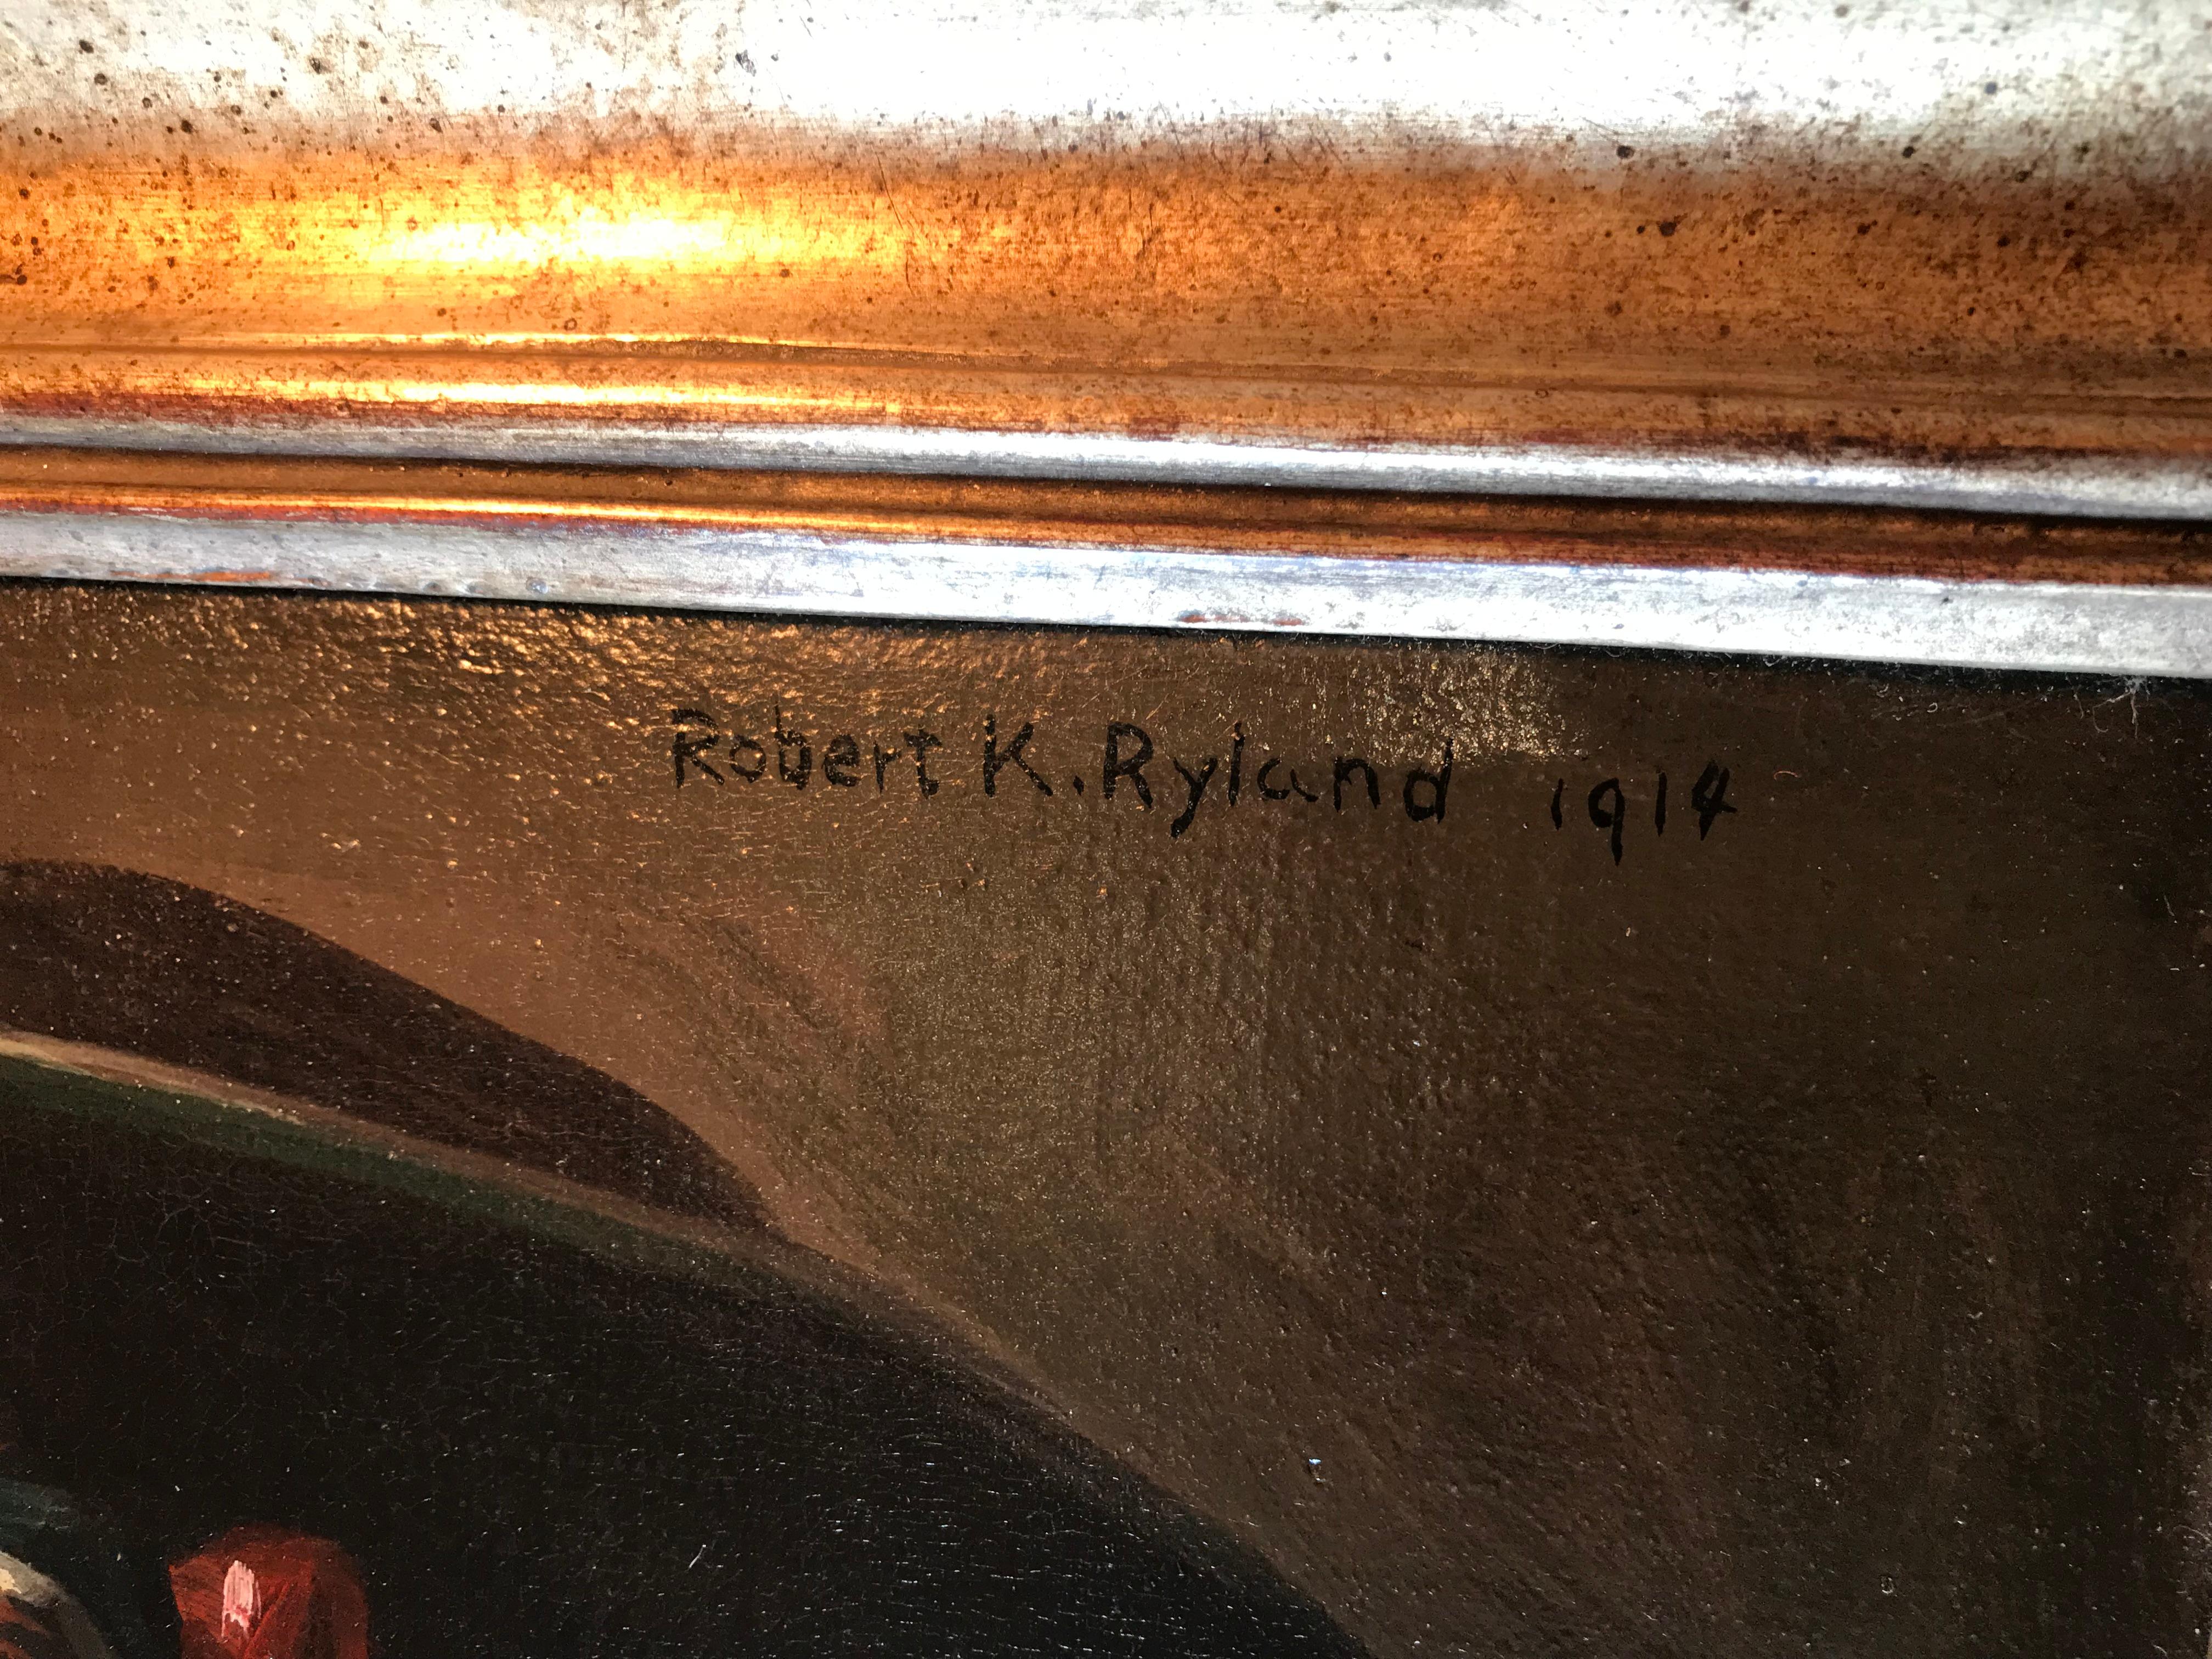 Robert K. Ryland 1914